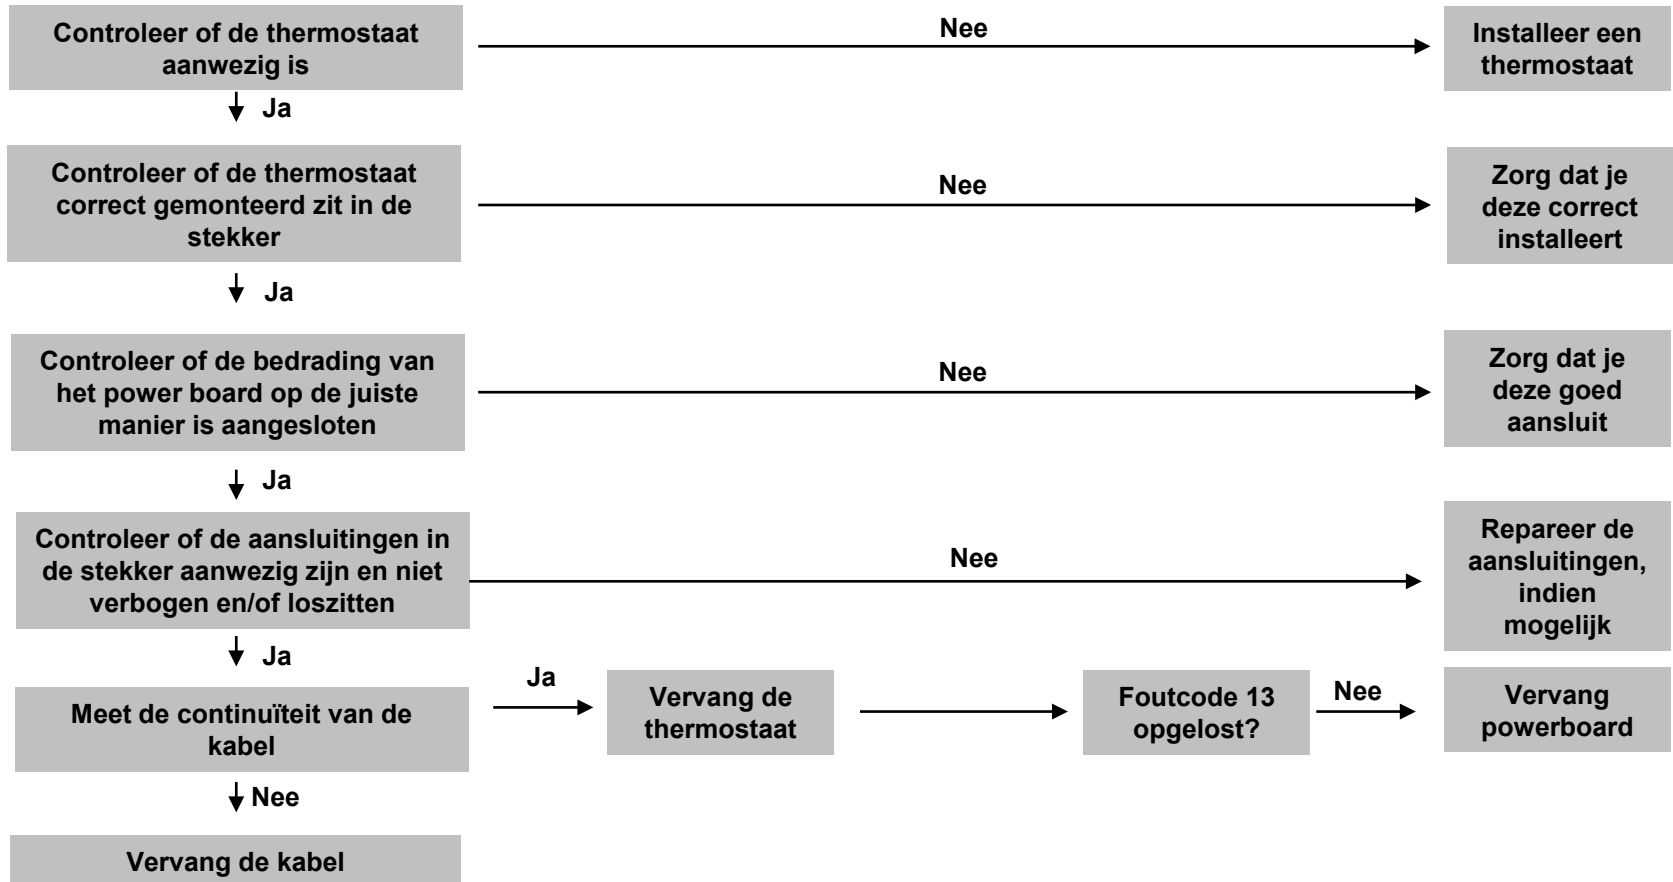 Controleer of de thermostaat
aanwezig is
Nee
Installeer een
thermostaat
Ja
Controleer of de thermostaat
correct gemonteerd zit in de
stekker
Nee
Zorg dat je
deze correct
installeert
Ja
Controleer of de bedrading van
het power board op de juiste
manier is aangesloten
Nee
Zorg dat je
deze goed
aansluit
Ja
Controleer of de aansluitingen in
de stekker aanwezig zijn en niet
verbogen en/of loszitten
Nee
Repareer de
aansluitingen,
indien
mogelijk
Ja
Meet de continuïteit van de
kabel
Ja
Vervang de
thermostaat
Foutcode 13
opgelost?
Nee
Vervang
powerboard
Nee
Vervang de kabel